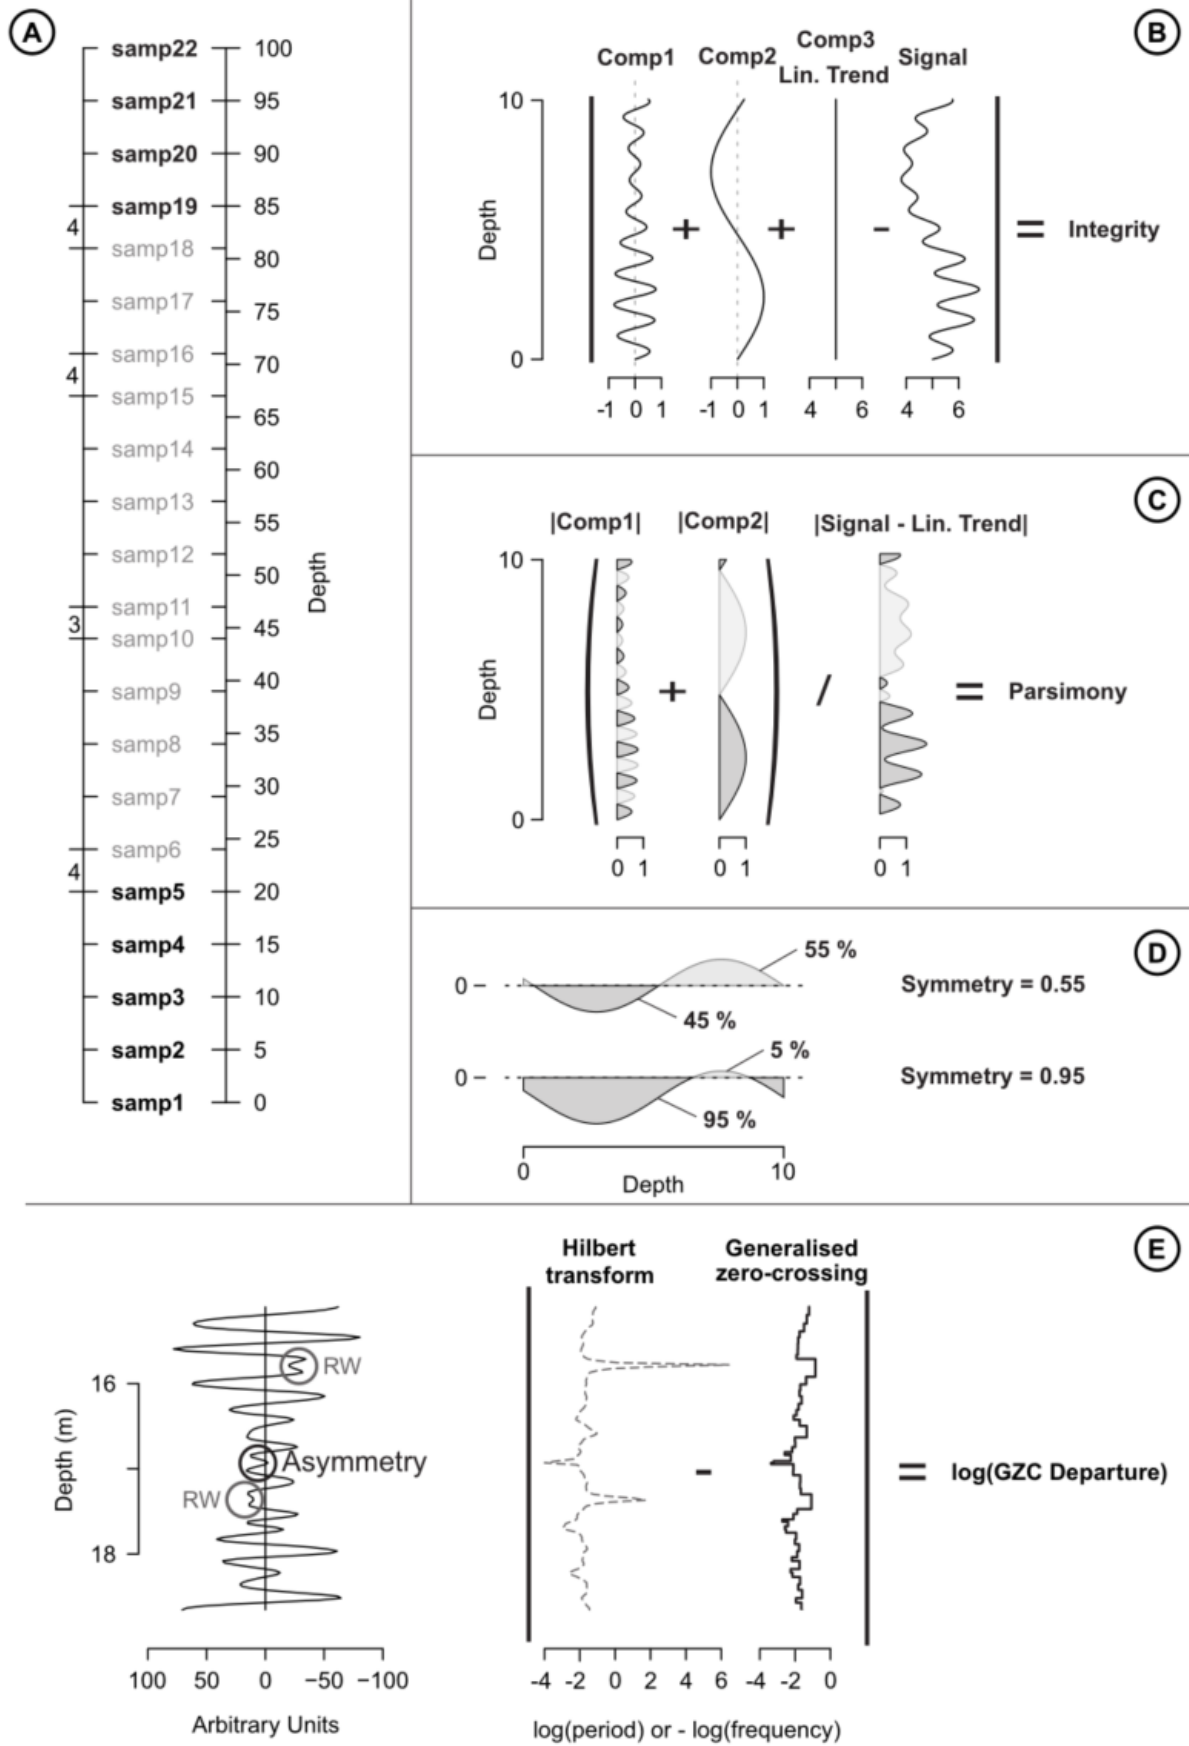 A
samp22 100
samp21 95
samp20 90
samp19 85
4
samp18
80
samp17
75
samp16 70
4
samp15
65
samp14
60
samp13
55
samp12
50
samp11
3
45
samp10
40
samp9
35
samp8
30
samp7
25
samp6
4
samp5 20
samp4 15
samp3 10
samp2 5
samp1 0
Depth
B
Comp1 Comp2 Comp3 Lin. Trend Signal
10
0
Depth
+ + - = Integrity
-1 0 1 -1 0 1 4 6 4 6
C
|Comp1| |Comp2| |Signal - Lin. Trend|
10
0
Depth
+ / = Parsimony
0 1 0 1 0 1
D
55 %
0
45 %
Symmetry = 0.55
5 %
0
95 %
Symmetry = 0.95
0 10
Depth
E
Hilbert transform
Generalised zero-crossing
RW
Asymmetry
RW
16
18
Depth (m)
- = log(GZC Departure)
100 50 0 −50 −100
Arbitrary Units
-4 -2 0 2 4 6 -4 -2 0
log(period) or - log(frequency)